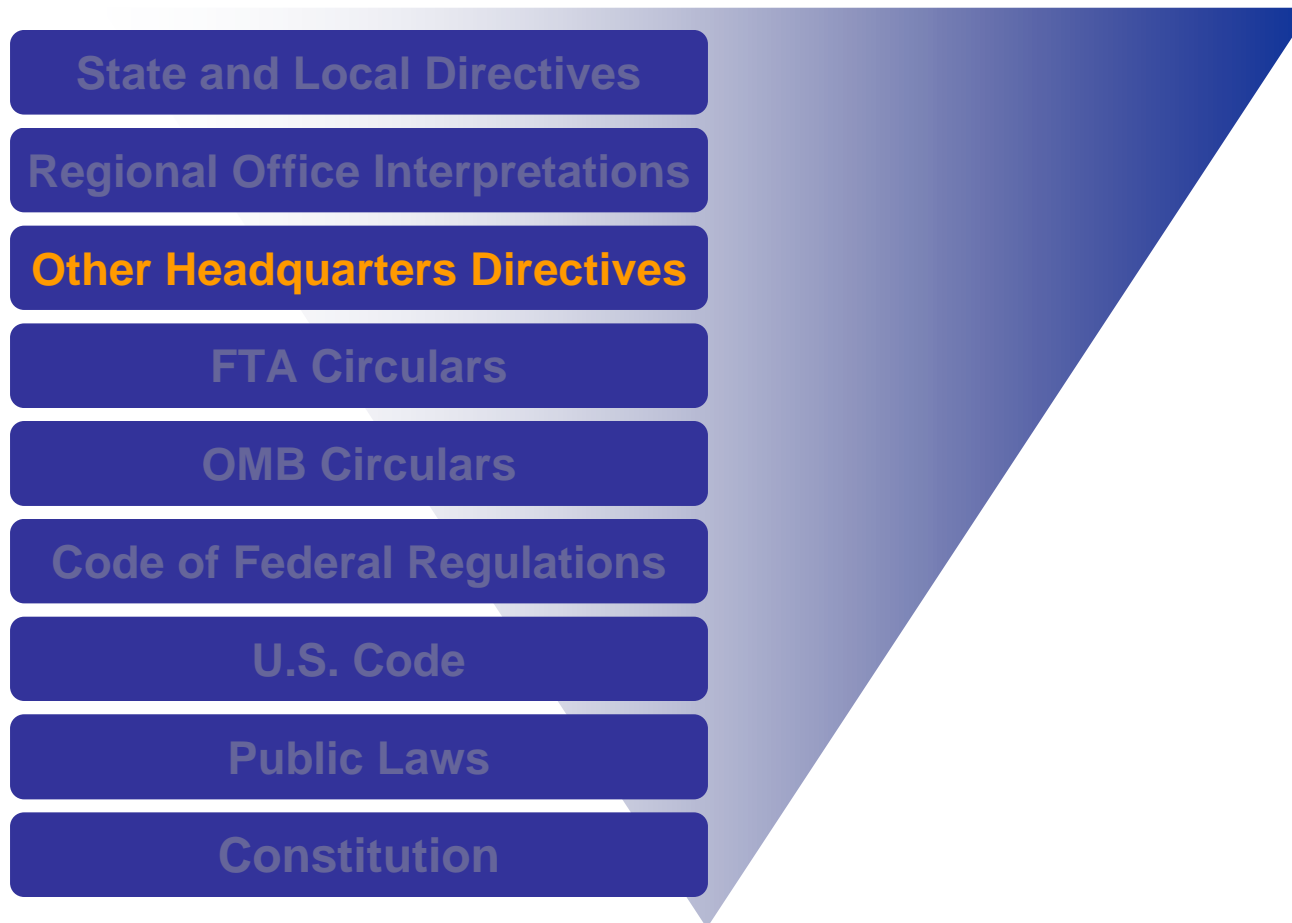 State and Local Directives
Regional Office Interpretations
Other Headquarters Directives
FTA Circulars
OMB Circulars
Code of Federal Regulations
U.S. Code
Public Laws
Constitution